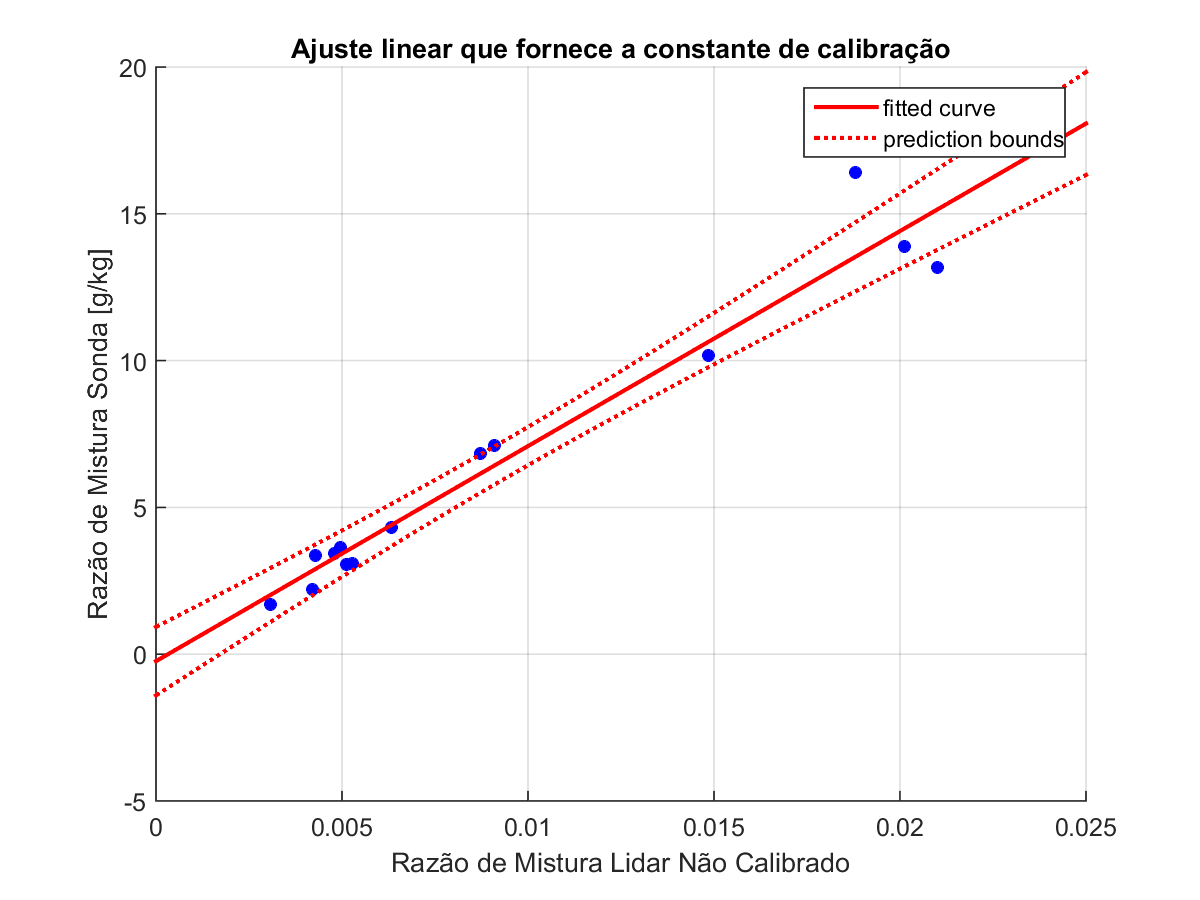 Ajuste linear que fornece a constante de calibração
fitted curve
prediction bounds
Razão de Mistura Sonda [g/kg]
20
15
10
5
0
-5
0
0.005
0.01
0.015
0.02
0.025
Razão de Mistura Lidar Não Calibrado